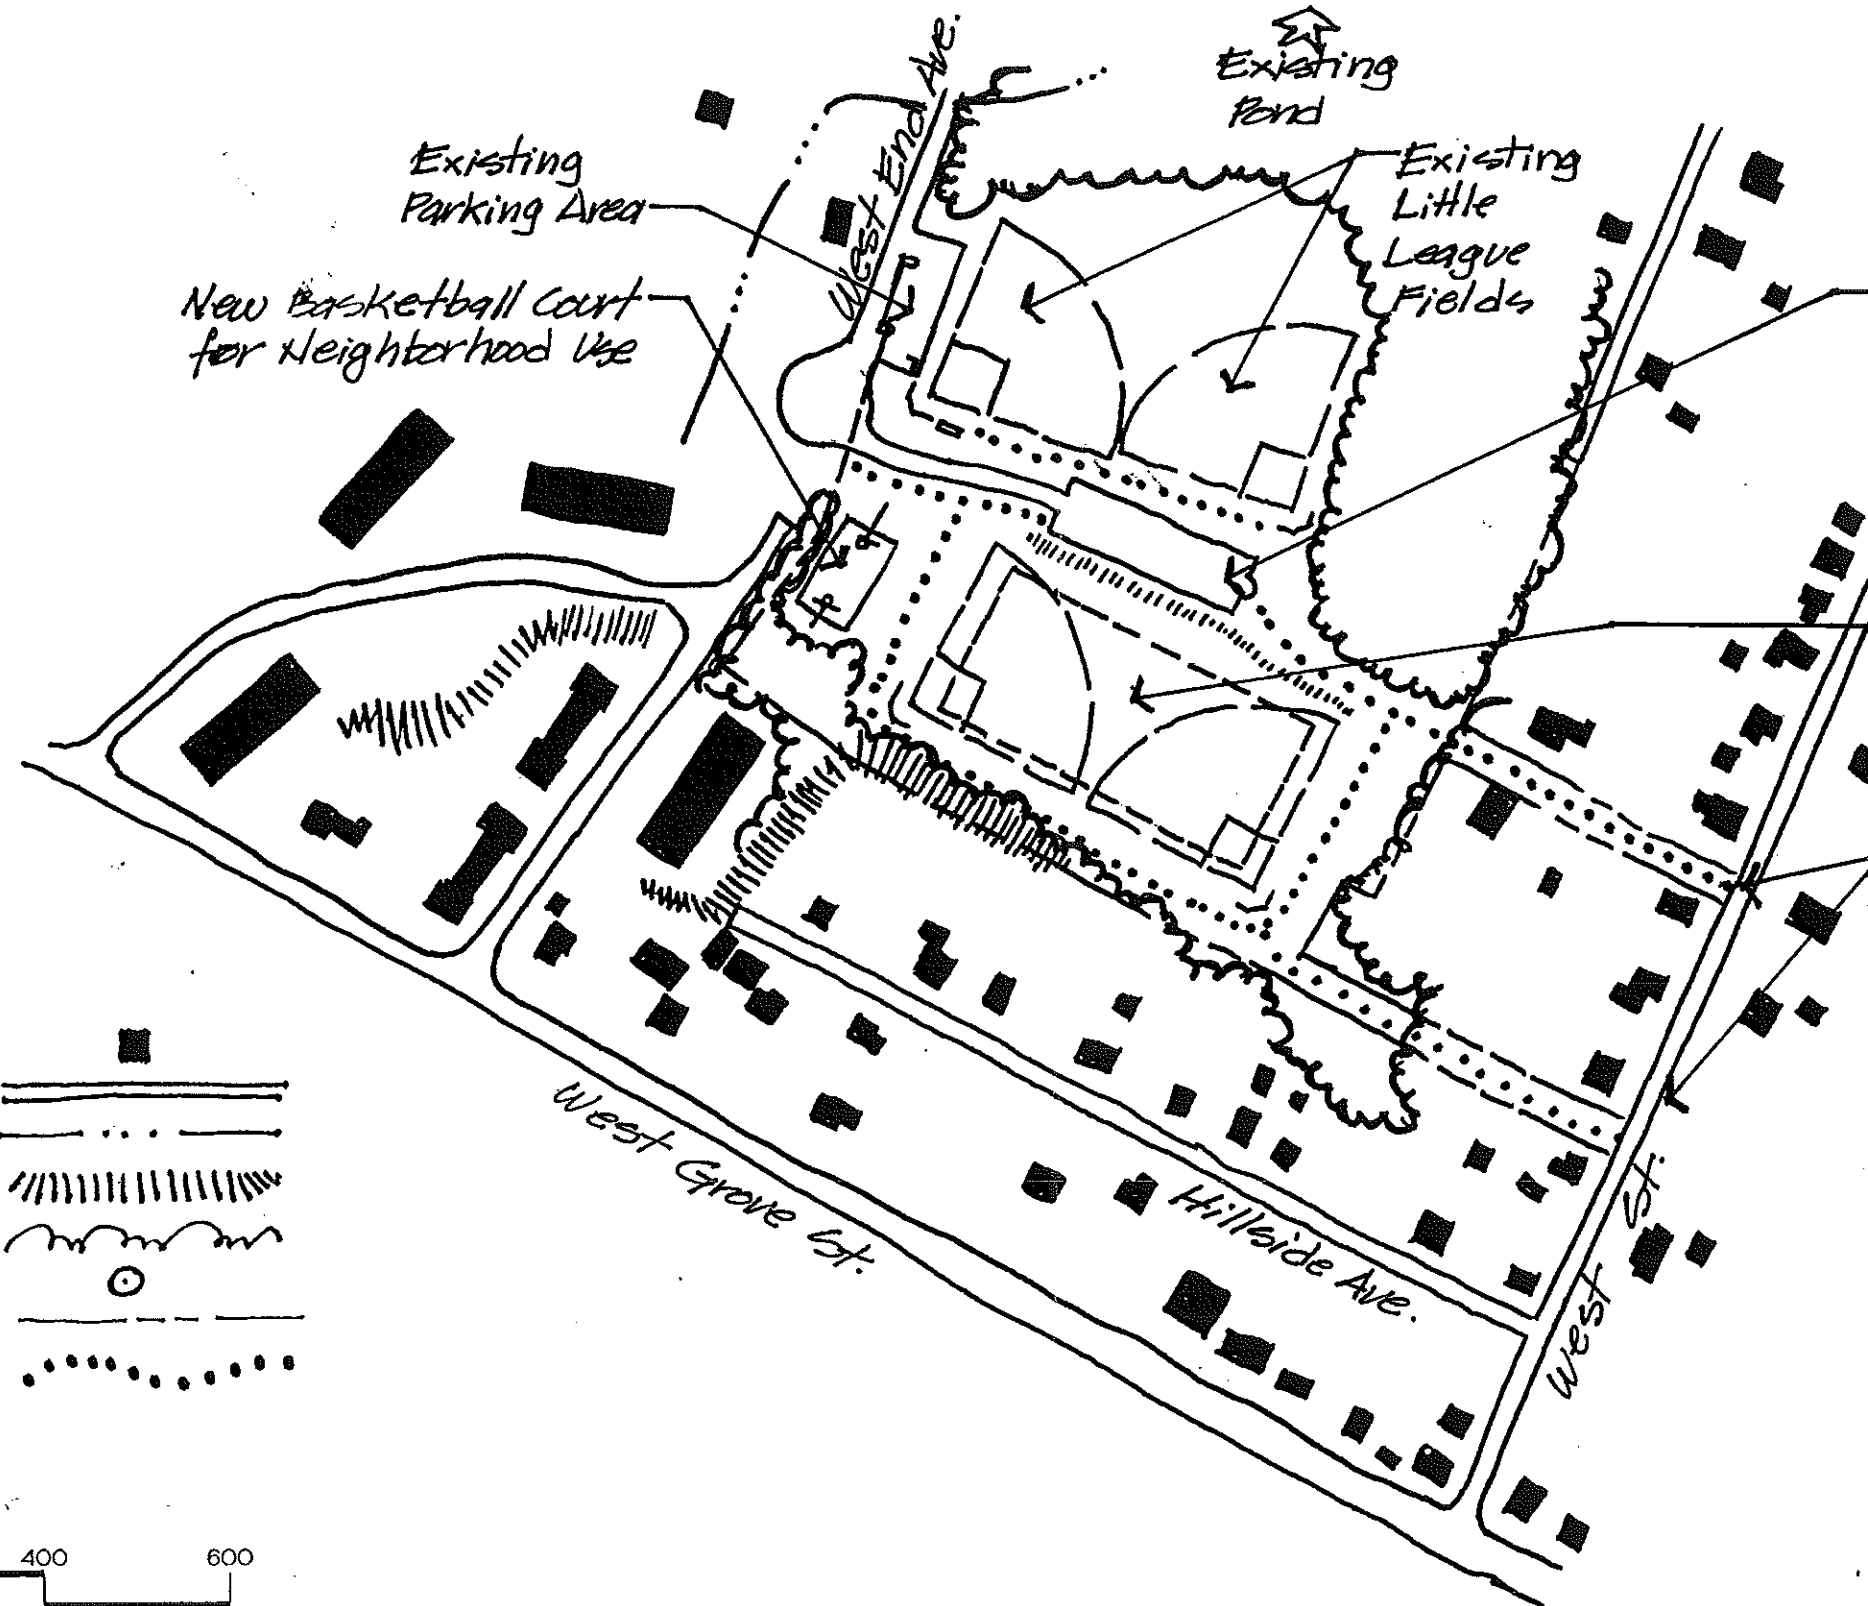 West End Ave.
Existing
Pond
Existing
Parking Area
Existing
Little
League
Fields
New Basketball Court
for Neighborhood Use
West Grove St.
Hillside Ave.
West St.
400 600